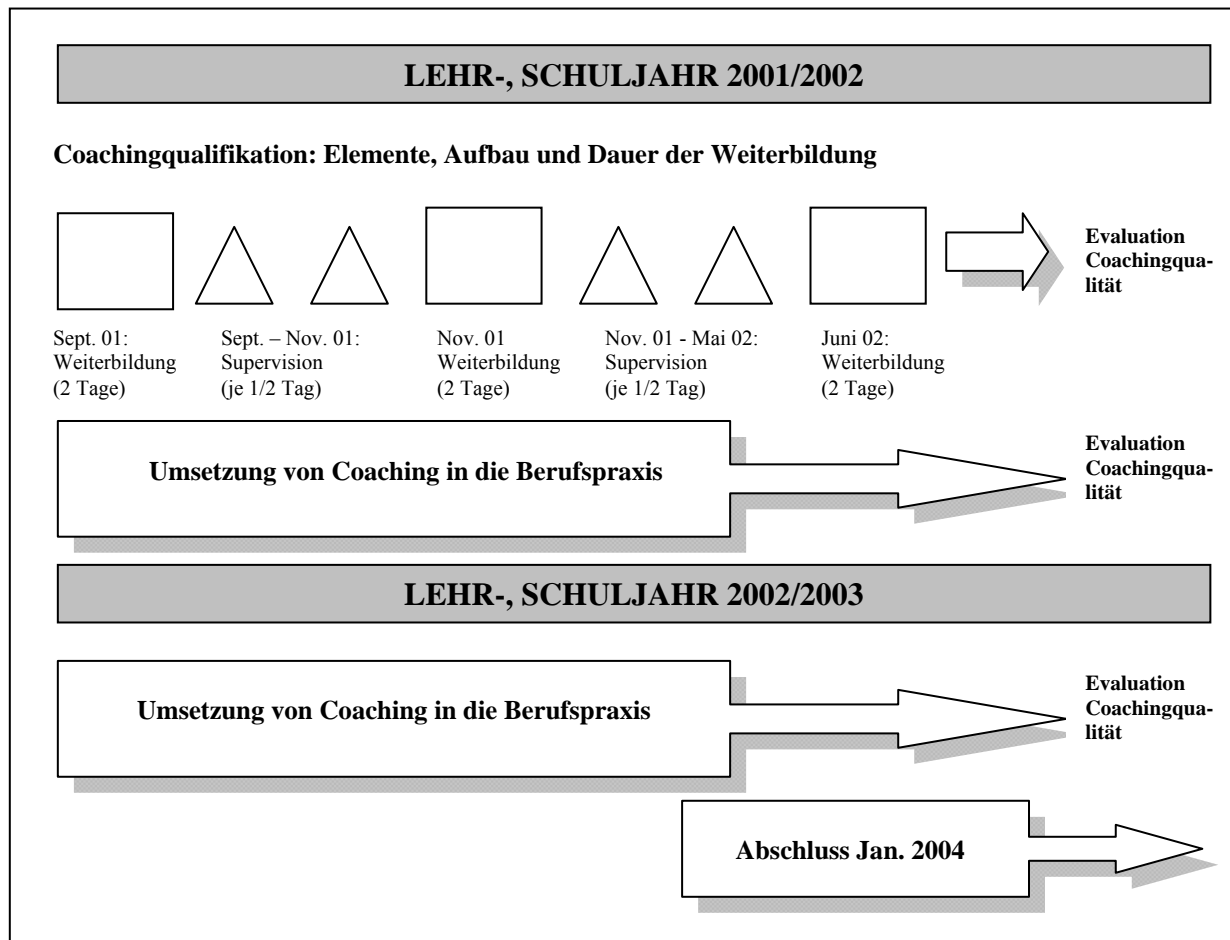 LEHR-, SCHULJAHR 2001/2002
Coachingqualifikation: Elemente, Aufbau und Dauer der Weiterbildung
Evaluation
Coachingqua-
lität
Sept. 01:
Weiterbildung
(2 Tage)
Sept. – Nov. 01:
Supervision
(je 1/2 Tag)
Nov. 01
Weiterbildung
(2 Tage)
Nov. 01 - Mai 02:
Supervision
(je 1/2 Tag)
Juni 02:
Weiterbildung
(2 Tage)
Umsetzung von Coaching in die Berufspraxis
Evaluation
Coachingqua-
lität
LEHR-, SCHULJAHR 2002/2003
Umsetzung von Coaching in die Berufspraxis
Evaluation
Coachingqua-
lität
Abschluss Jan. 2004